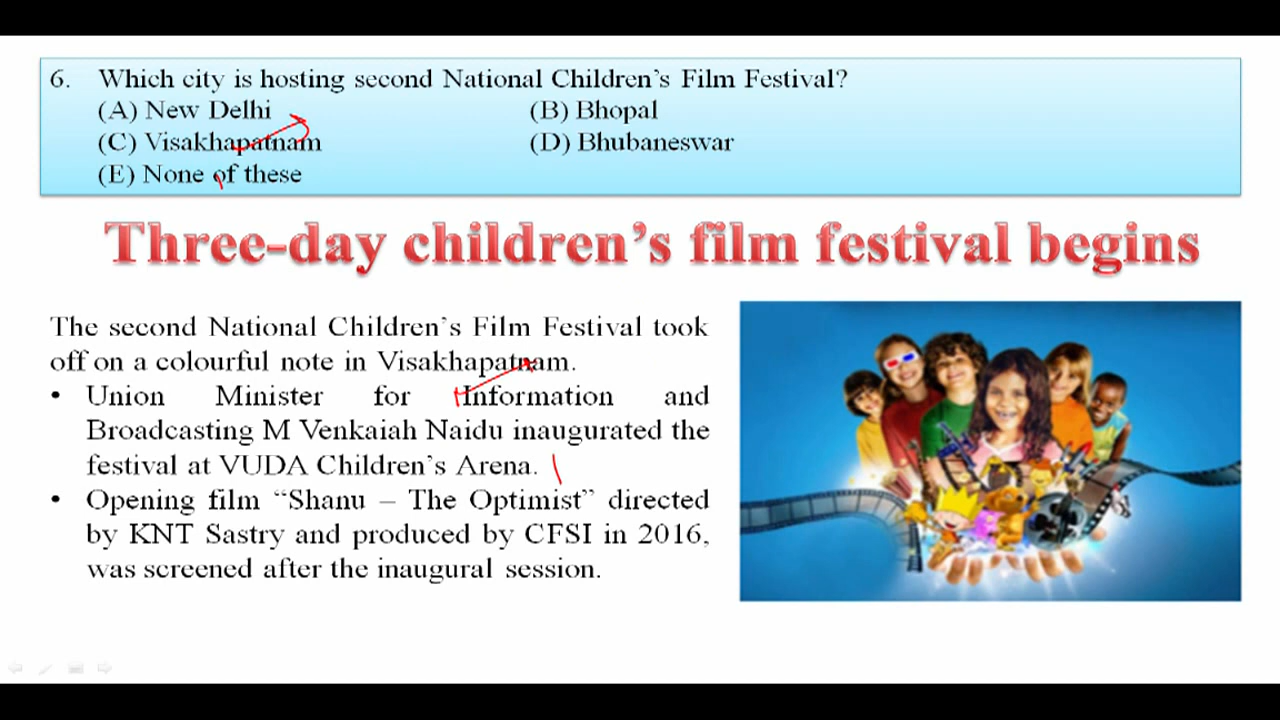 6. Which city is hosting second National Children's Film Festival?
(A) New Delhi (B) Bhopal
(C) Visakhapatnam (D) Bhubaneswar
(E) None of these
Three-day children's film festival begins
The second National Children's Film Festival took
off on a colourful note in Visakhapatnam.
• Union Minister for Information and
Broadcasting M Venkaiah Naidu inaugurated the
festival at VUDA Children's Arena.
• Opening film “Shanu – The Optimist” directed
by KNT Sastry and produced by CFSI in 2016,
was screened after the inaugural session.